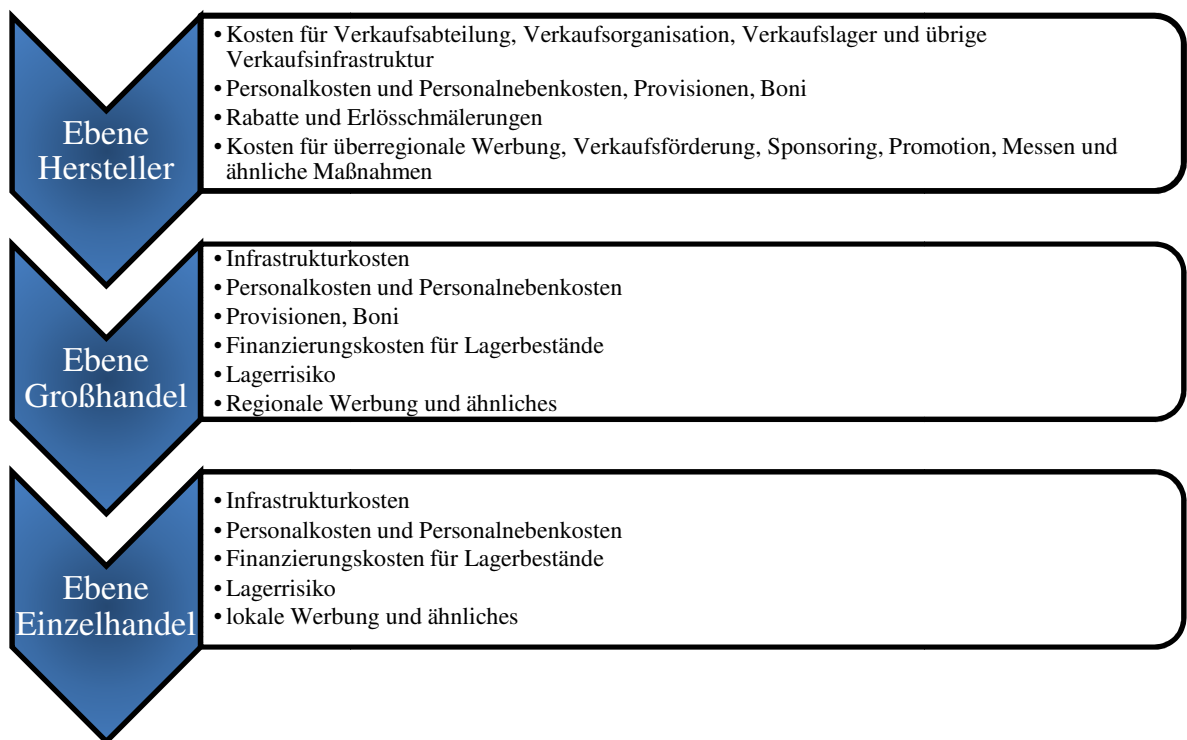 Ebene
Hersteller
• Kosten für Verkaufsabteilung, Verkaufsorganisation, Verkaufslager und übrige
Verkaufsinfrastruktur
• Personalkosten und Personalnebenkosten, Provisionen, Boni
• Rabatte und Erlösschmälerungen
• Kosten für überregionale Werbung, Verkaufsförderung, Sponsoring, Promotion, Messen und
ähnliche Maßnahmen
Ebene
Großhandel
• Infrastrukturkosten
• Personalkosten und Personalnebenkosten
• Provisionen, Boni
• Finanzierungskosten für Lagerbestände
• Lagerrisiko
• Regionale Werbung und ähnliches
Ebene
Einzelhandel
• Infrastrukturkosten
• Personalkosten und Personalnebenkosten
• Finanzierungskosten für Lagerbestände
• Lagerrisiko
• lokale Werbung und ähnliches